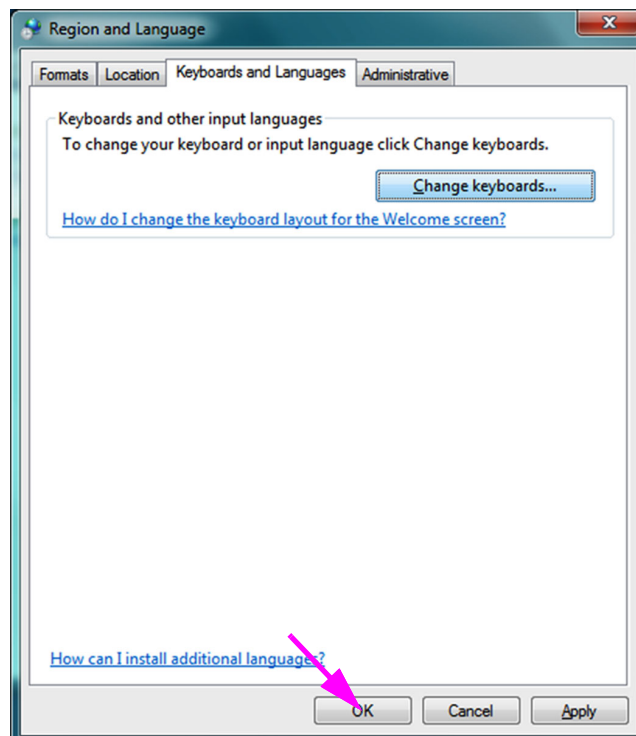 Region and Language
Formats Location Keyboards and Languages Administrative
Keyboards and other input languages
To change your keyboard or input language click Change keyboards.
Change keyboards...
How do I change the keyboard layout for the Welcome screen?
How can I install additional languages?
OK Cancel Apply